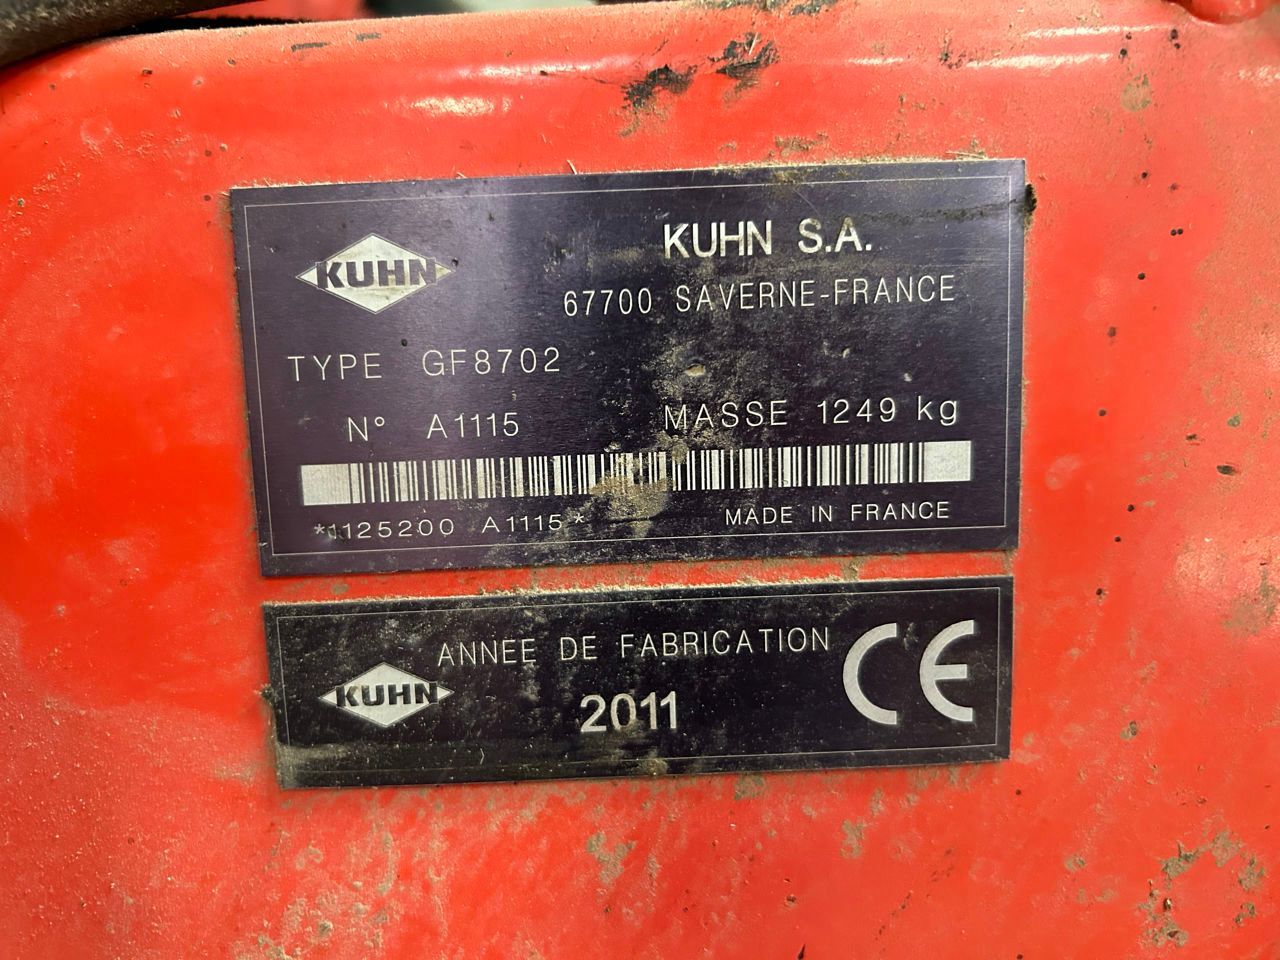 KUHN
KUHN S.A.
67700 SAVERNE-FRANCE
TYPE GF8702
N° A1115 MASSE 1249 kg
*1125200 A1115*
MADE IN FRANCE
KUHN
ANNEE DE FABRICATION
2011
CE